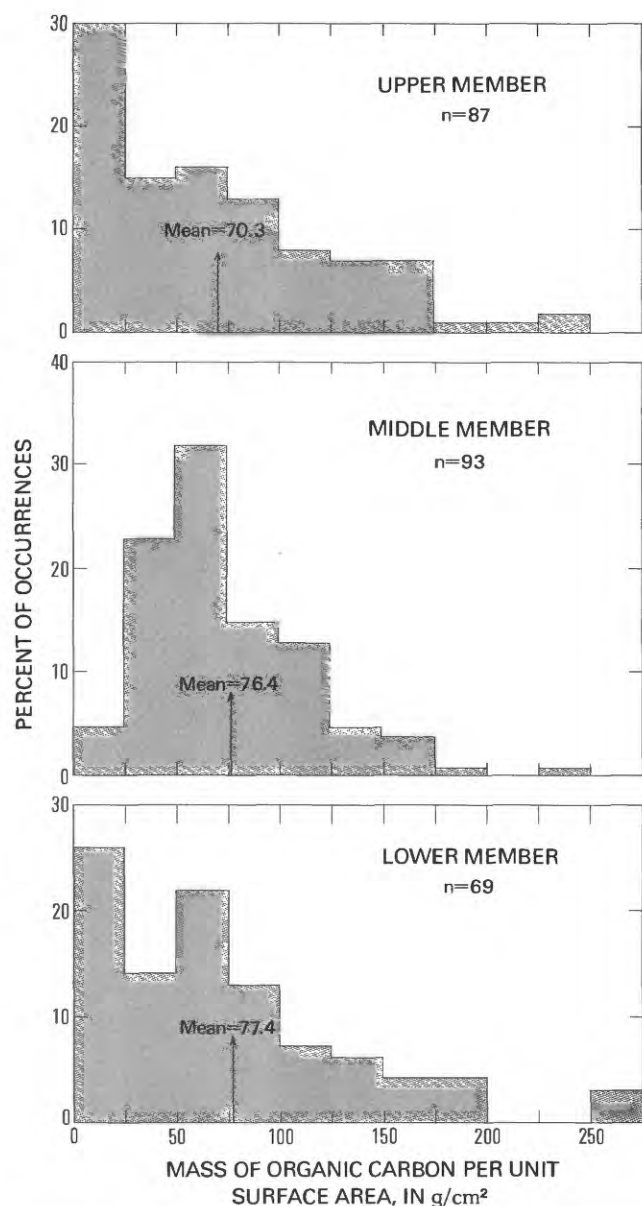 30
20
10
0
UPPER MEMBER
n=87
Mean=70.3
40
30
20
10
0
MIDDLE MEMBER
n=93
Mean=76.4
PERCENT OF OCCURRENCES
30
20
10
0
LOWER MEMBER
n=69
Mean=77.4
0 50 100 150 200 250
MASS OF ORGANIC CARBON PER UNIT
SURFACE AREA, IN g/cm²